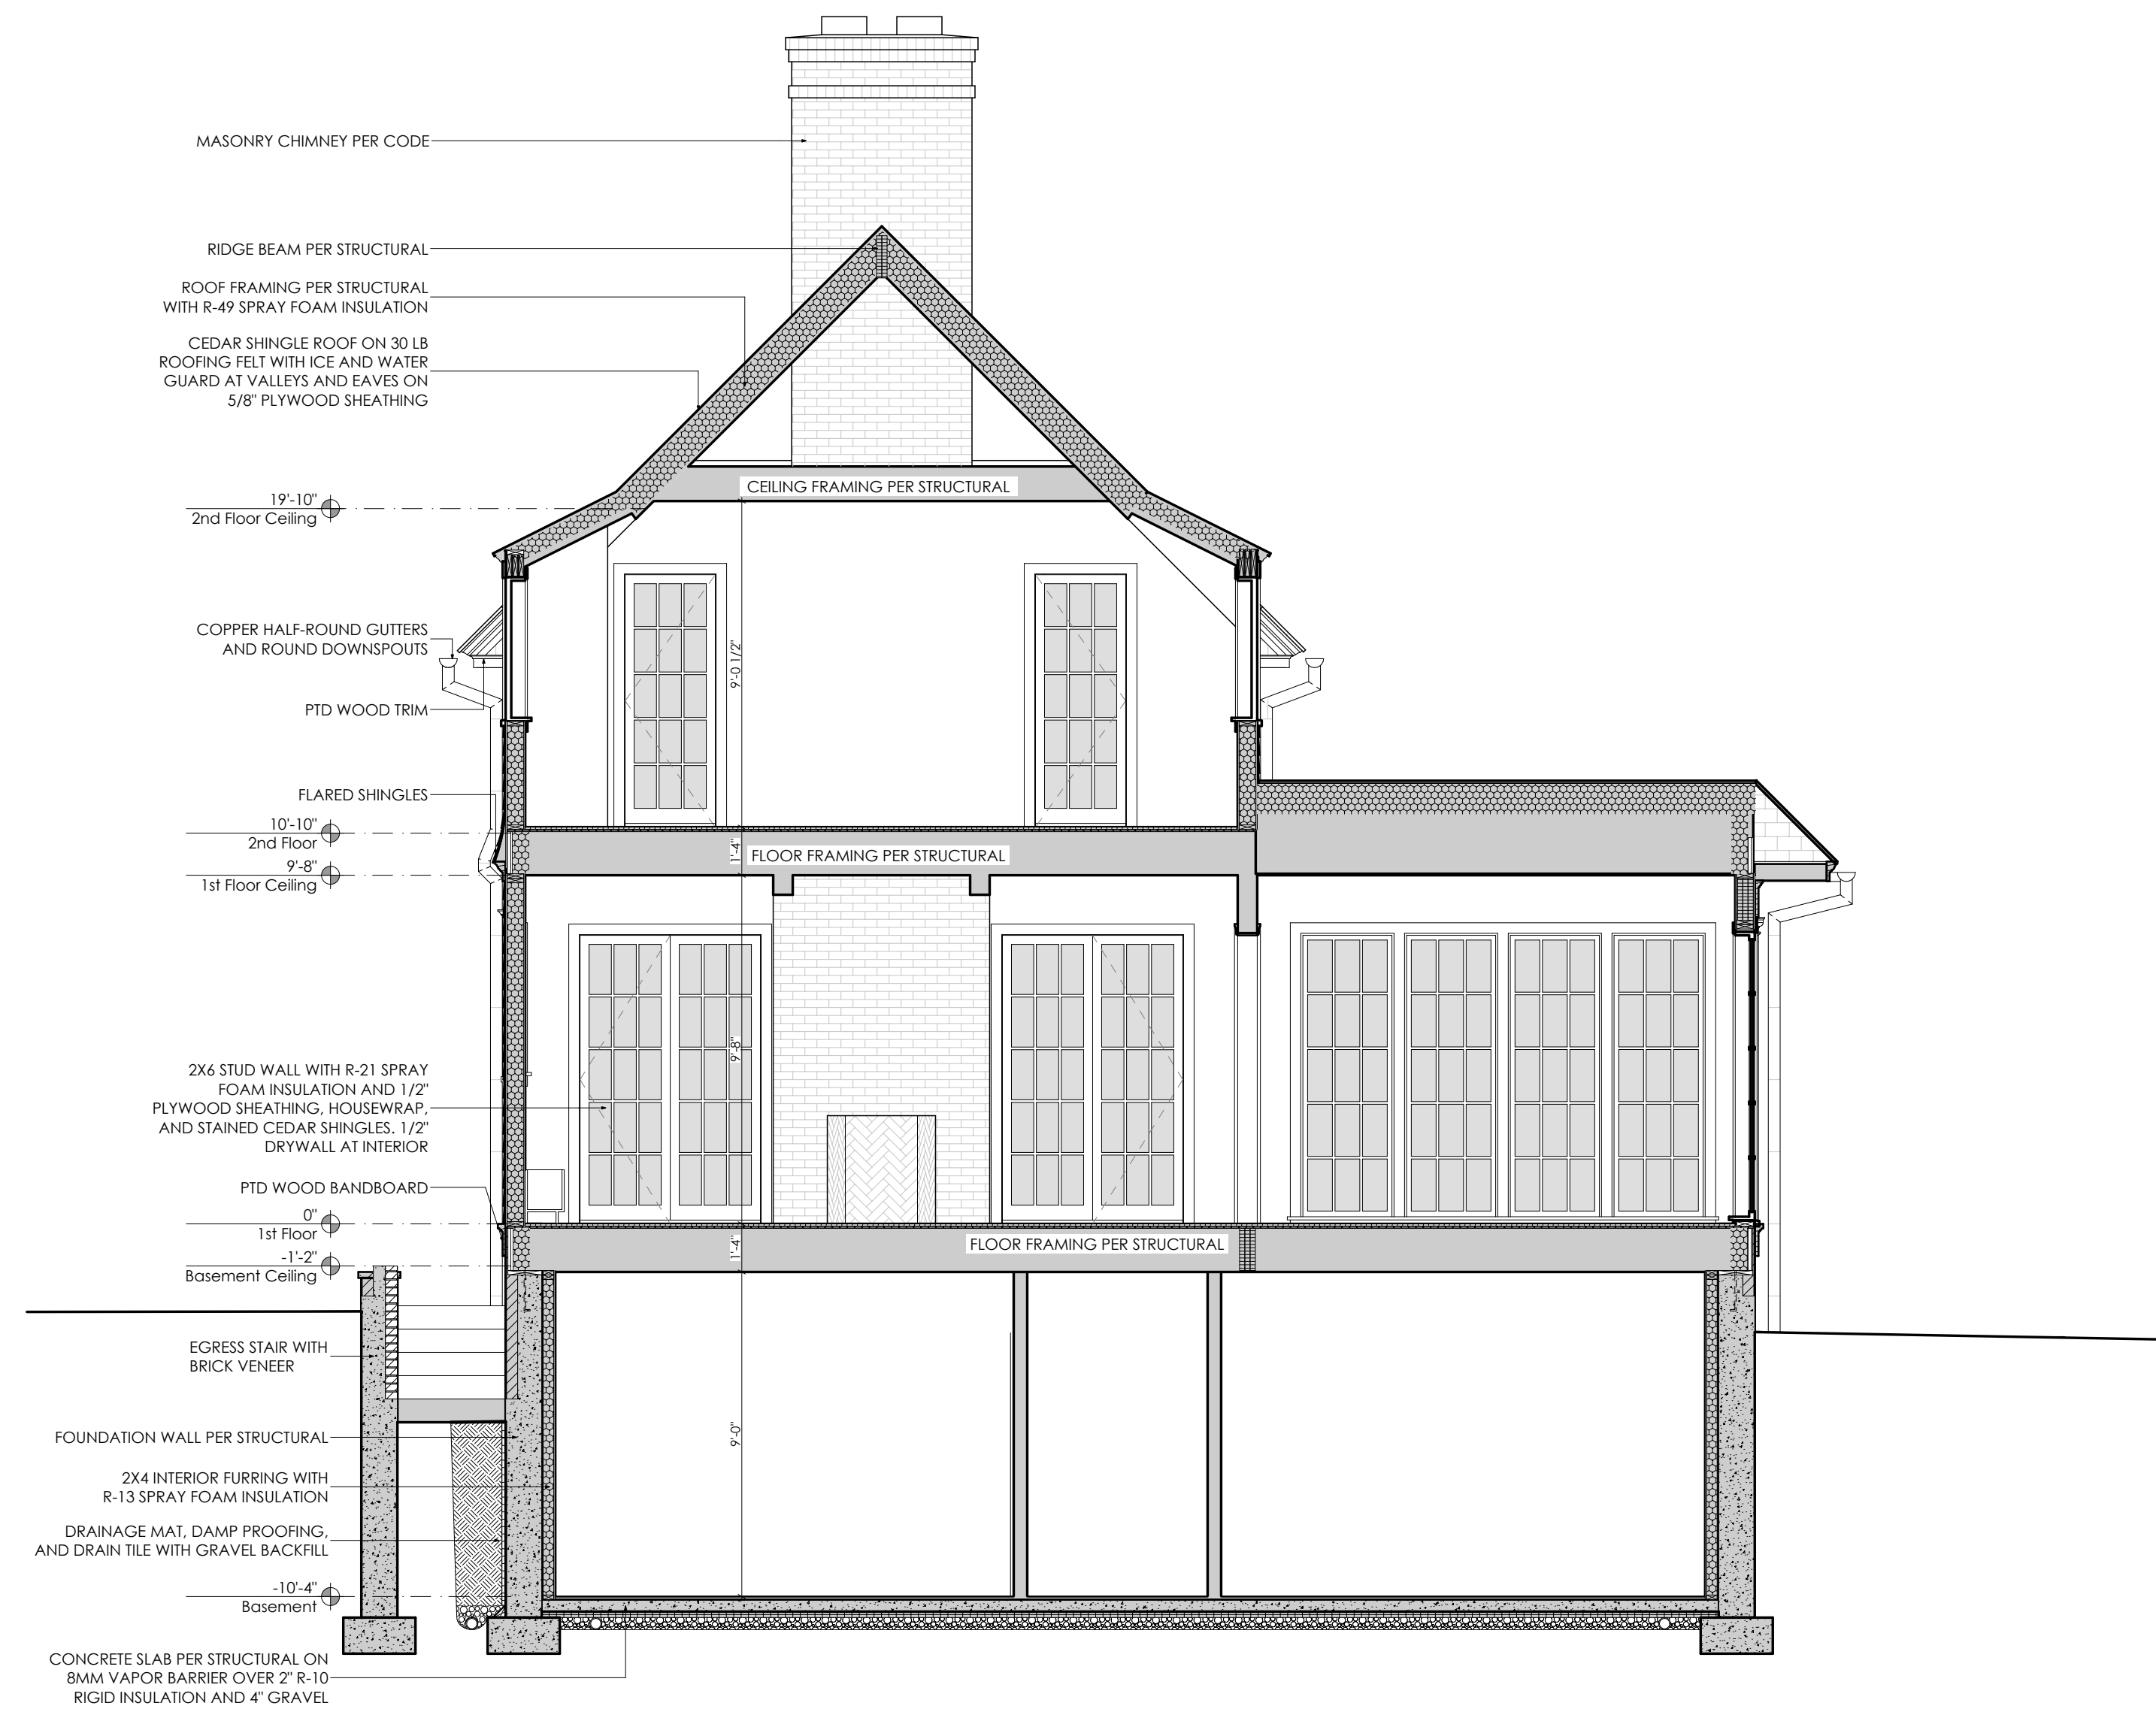 MASONRY CHIMNEY PER CODE
RIDGE BEAM PER STRUCTURAL
ROOF FRAMING PER STRUCTURAL
WITH R-49 SPRAY FOAM INSULATION
CEDAR SHINGLE ROOF ON 30 LB
ROOFING FELT WITH ICE AND WATER
GUARD AT VALLEYS AND EAVES ON
5/8" PLYWOOD SHEATHING
CEILING FRAMING PER STRUCTURAL
19'-10"
2nd Floor Ceiling
COPPER HALF-ROUND GUTTERS
AND ROUND DOWNSPOUTS
9'-0 1/2"
PTD WOOD TRIM
FLARED SHINGLES
10'-10"
2nd Floor
1'-4"
FLOOR FRAMING PER STRUCTURAL
9'-8"
1st Floor Ceiling
9'-8"
2X6 STUD WALL WITH R-21 SPRAY
FOAM INSULATION AND 1/2"
PLYWOOD SHEATHING, HOUSEWRAP,
AND STAINED CEDAR SHINGLES. 1/2"
DRYWALL AT INTERIOR
PTD WOOD BANDBOARD
0"
1st Floor
1'-4"
FLOOR FRAMING PER STRUCTURAL
-1'-2"
Basement Ceiling
EGRESS STAIR WITH
BRICK VENEER
FOUNDATION WALL PER STRUCTURAL
9'-0"
2X4 INTERIOR FURRING WITH
R-13 SPRAY FOAM INSULATION
DRAINAGE MAT, DAMP PROOFING,
AND DRAIN TILE WITH GRAVEL BACKFILL
-10'-4"
Basement
CONCRETE SLAB PER STRUCTURAL ON
8MM VAPOR BARRIER OVER 2" R-10
RIGID INSULATION AND 4" GRAVEL